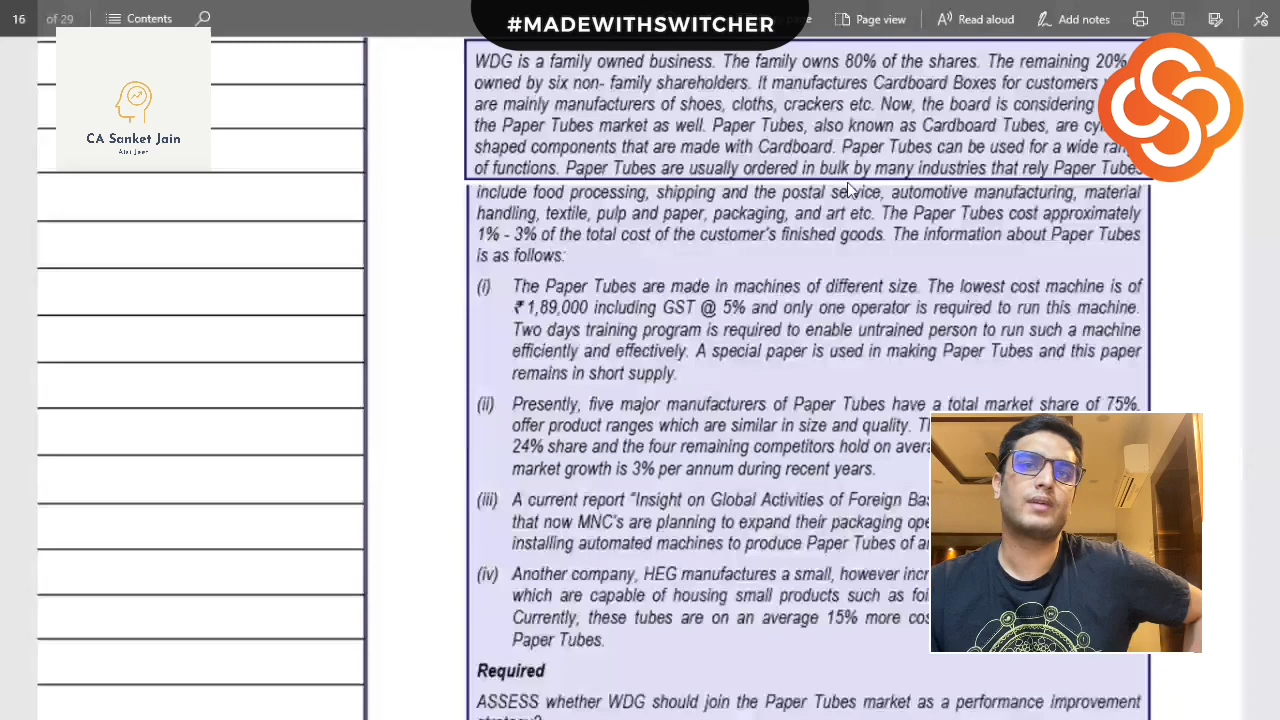 16 of 29 Contents Page view Read aloud Add notes
#MADEWITHSWITCHER
CA Sanket Jain
WDG is a family owned business. The family owns 80% of the shares. The remaining 20%
owned by six non- family shareholders. It manufactures Cardboard Boxes for customers
are mainly manufacturers of shoes, cloths, crackers etc. Now, the board is considering
the Paper Tubes market as well. Paper Tubes, also known as Cardboard Tubes, are
shaped components that are made with Cardboard. Paper Tubes can be used for a wide
of functions. Paper Tubes are usually ordered in bulk by many industries that rely Paper Tubes
include food processing, shipping and the postal service, automotive manufacturing, material
handling, textile, pulp and paper, packaging, and art etc. The Paper Tubes cost approximately
1% - 3% of the total cost of the customer's finished goods. The information about Paper Tubes
is as follows:
(i) The Paper Tubes are made in machines of different size. The lowest cost machine is of
₹ 1,89,000 including GST @ 5% and only one operator is required to run this machine.
Two days training program is required to enable untrained person to run such a machine
efficiently and effectively. A special paper is used in making Paper Tubes and this paper
remains in short supply.
(ii) Presently, five major manufacturers of Paper Tubes have a total market share of 75%,
offer product ranges which are similar in size and quality.
24% share and the four remaining competitors hold on
market growth is 3% per annum during recent years.
(iii) A current report "Insight on Global Activities of Foreign
that now MNC's are planning to expand their packaging
installing automated machines to produce Paper Tubes of
(iv) Another company, HEG manufactures a small, however
which are capable of housing small products such as
Currently, these tubes are on an average 15% more
Paper Tubes.
Required
ASSESS whether WDG should join the Paper Tubes market as a performance improvement